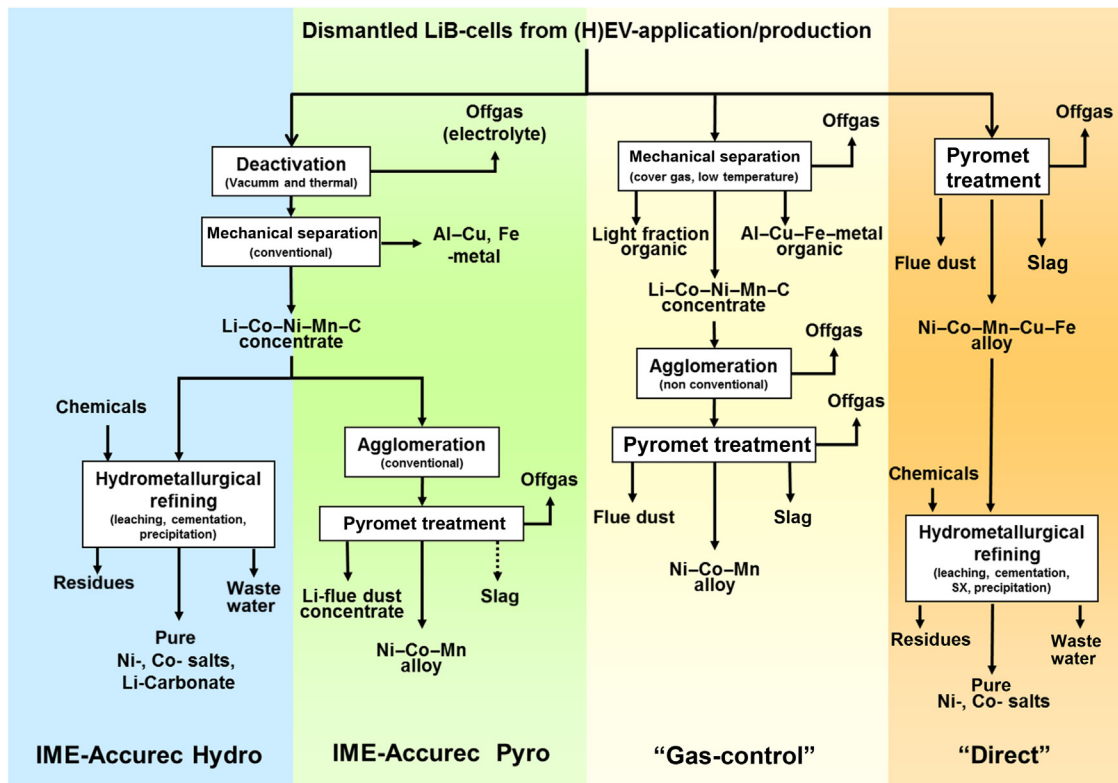 Dismantled LiB-cells from (H)EV-application/production
Offgas
(electrolyte)
Deactivation
(Vacumm and thermal)
Mechanical separation
(conventional)
Al–Cu, Fe
-metal
Li–Co–Ni–Mn–C
concentrate
Chemicals
Hydrometallurgical
refining
(leaching, cementation,
precipitation)
Residues
Waste
water
Pure
Ni-, Co- salts,
Li-Carbonate
IME-Accurec Hydro
Agglomeration
(conventional)
Offgas
Pyromet treatment
Li-flue dust
concentrate
Slag
Ni–Co–Mn
alloy
IME-Accurec Pyro
Offgas
Mechanical separation
(cover gas, low temperature)
Light fraction
organic
Al–Cu–Fe–metal
organic
Li–Co–Ni–Mn–C
concentrate
Offgas
Agglomeration
(non conventional)
Offgas
Pyromet treatment
Flue dust
Slag
Ni–Co–Mn
alloy
“Gas-control”
Offgas
Pyromet
treatment
Flue dust
Slag
Ni–Co–Mn–Cu–Fe
alloy
Chemicals
Hydrometallurgical
refining
(leaching, cementation,
SX, precipitation)
Residues
Waste
water
Pure
Ni-, Co- salts
“Direct”